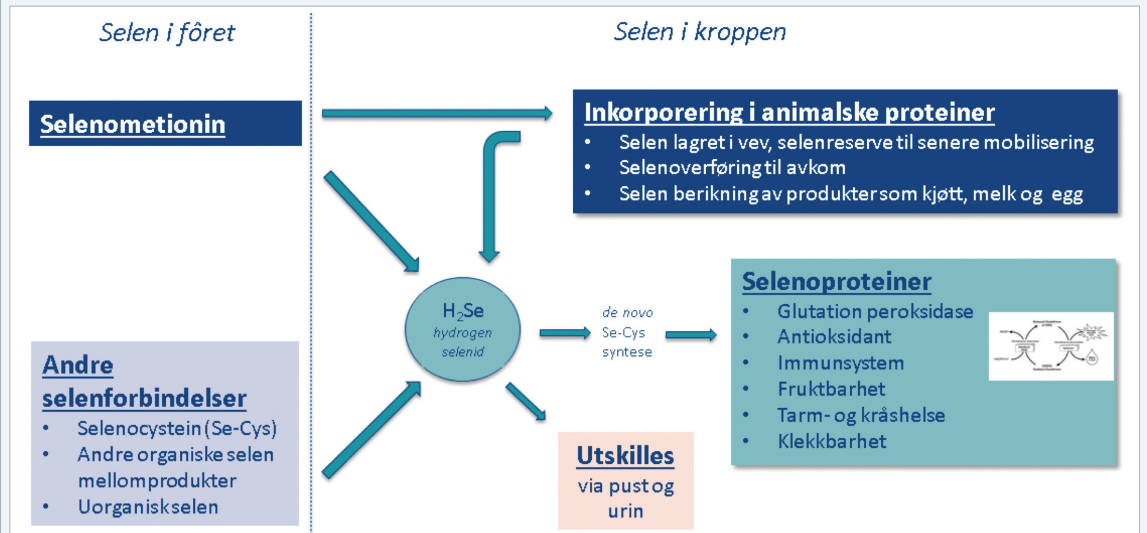 Selen i fôret
Selen i kroppen
Selenometionin
Inkorporering i animalske proteiner
• Selen lagret i vev, selenreserve til senere mobilisering
• Selenoverføring til avkom
• Selen berikning av produkter som kjøtt, melk og egg
H₂Se
hydrogen
selenid
de novo
Se-Cys
syntese
Selenoproteiner
• Glutation peroksidase
• Antioksidant
• Immunsystem
• Fruktbarhet
• Tarm- og kråshelse
• Klekkbarhet
Andre
selenforbindelser
• Selenocystein (Se-Cys)
• Andre organiske selen
mellomprodukter
• Uorganisk selen
Utskilles
via pust og
urin